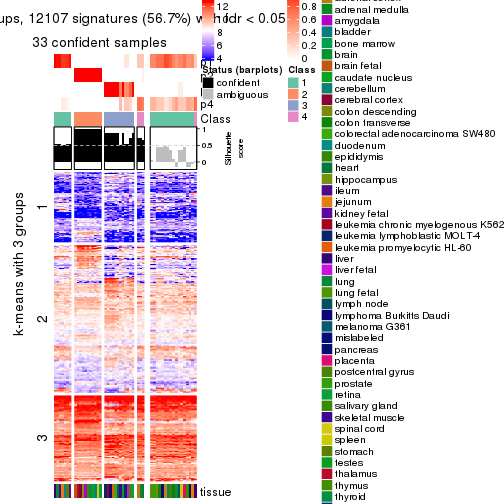 ups, 12107 signatures (56.7%) with fdr < 0.05
33 confident samples
12
10
8
6
4
0.8
0.6
0.4
0.2
0
p4
Status (barplots)
confident
ambiguous
Class
1
2
3
4
Class
1
0.5
0
Silhouette
score
k-means with 3 groups
1
2
3
tissue
adrenal medulla
amygdala
bladder
bone marrow
brain
brain fetal
caudate nucleus
cerebellum
cerebral cortex
colon descending
colon transverse
colorectal adenocarcinoma SW480
duodenum
epididymis
heart
hippocampus
ileum
jejunum
kidney fetal
leukemia chronic myelogenous K562
leukemia lymphoblastic MOLT-4
leukemia promyelocytic HL-60
liver
liver fetal
lung
lung fetal
lymph node
lymphoma Burkitts Daudi
melanoma G361
mislabeled
pancreas
placenta
postcentral gyrus
prostate
retina
salivary gland
skeletal muscle
spinal cord
spleen
stomach
testes
thalamus
thymus
thyroid